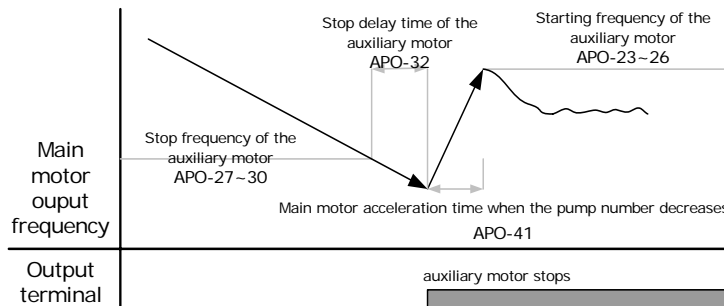 Stop delay time of the
auxiliary motor
APO-32
Starting frequency of the
auxiliary motor
APO-23~26
Stop frequency of the
auxiliary motor
APO-27~30
Main
motor
ouput
frequency
Main motor acceleration time when the pump number decreases
APO-41
Output
terminal
auxiliary motor stops